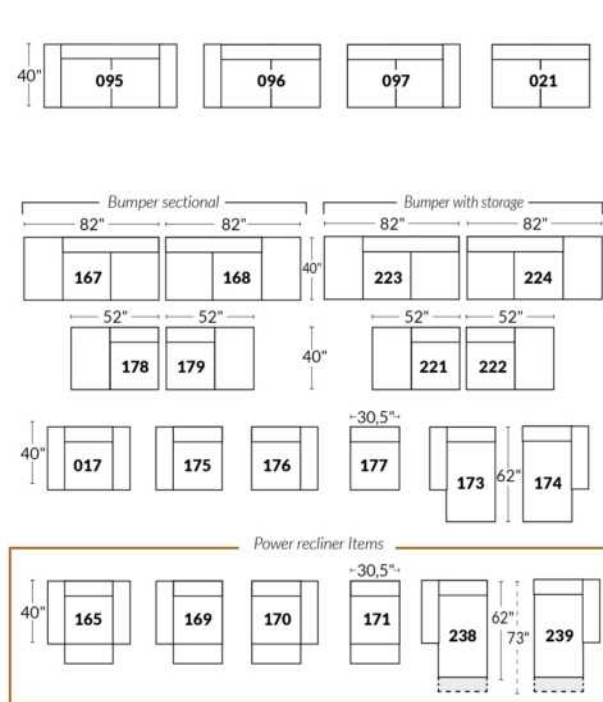 40" 095 096 097 021
Bumper sectional Bumper with storage
82" 82" 82" 82"
167 168 40" 223 224
52" 52" 52" 52"
178 179 40" 221 222
30,5"
40" 017 175 176 177 173 62" 174
Power recliner Items
30,5"
40" 165 169 170 171 238 62" 73" 239